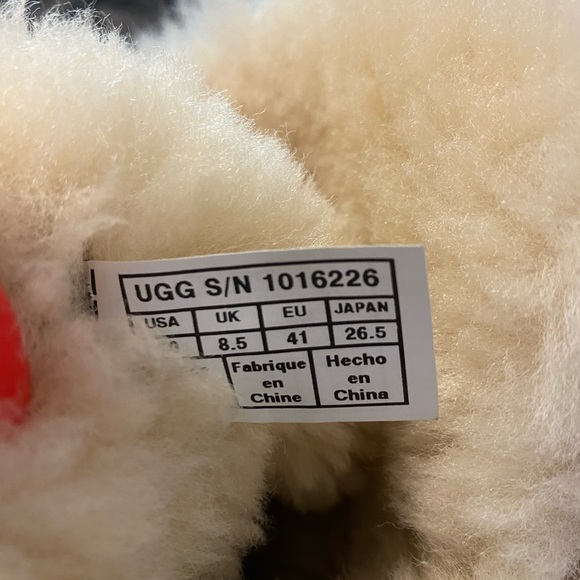 UGG S/N 1016226
USA UK EU JAPAN
8.5 41 26.5
Fabrique en Chine
Hecho en China